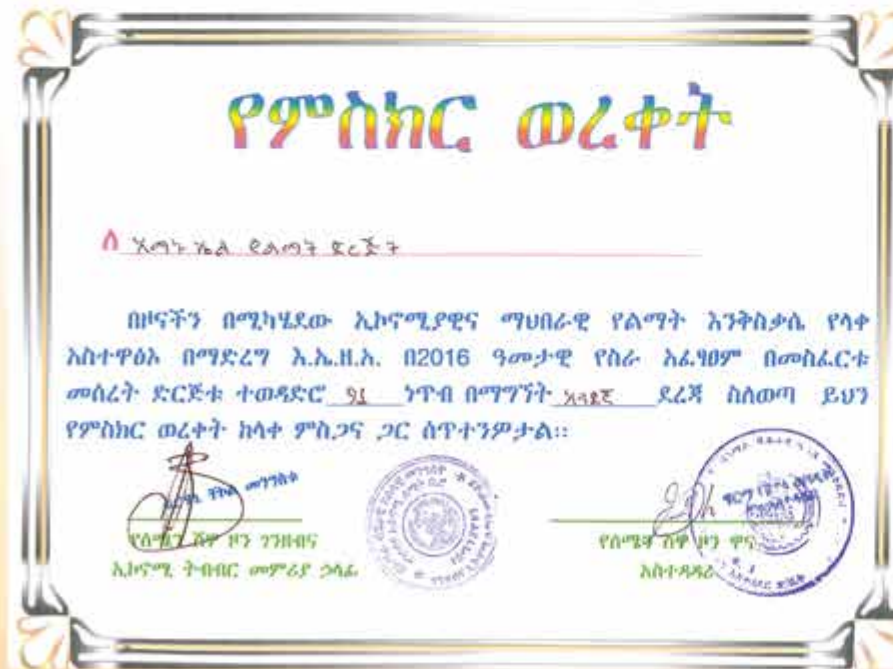 የምስክር ወረቀት
ለ አማኑኤል ልማት ድርጅት
በዞናችን በሚካሄደው ኢኮኖሚያዊና ማህበራዊ የልማት እንቅስቃሴ የላቀ
አስተዋፅኦ በማድረግ እ.ኤ.ዘ.አ. በ2016 ዓመታዊ የስራ አፈፃፀም በመስፈርቱ
መሰረት ድርጅቱ ተወዳድሮ 91 ነጥብ በማግኘት አንደኛ ደረጃ ስለወጣ ይህን
የምስክር ወረቀት ከላቀ ምስጋና ጋር ሰጥተንዎታል፡፡
መንግስቱ
የሰሜን ሸዋ ዞን ገንዘብና
ኢኮኖሚ ትብብር መምሪያ ኃላፊ
የሰሜን ሸዋ ዞን ዋና
አስተዳዳሪ